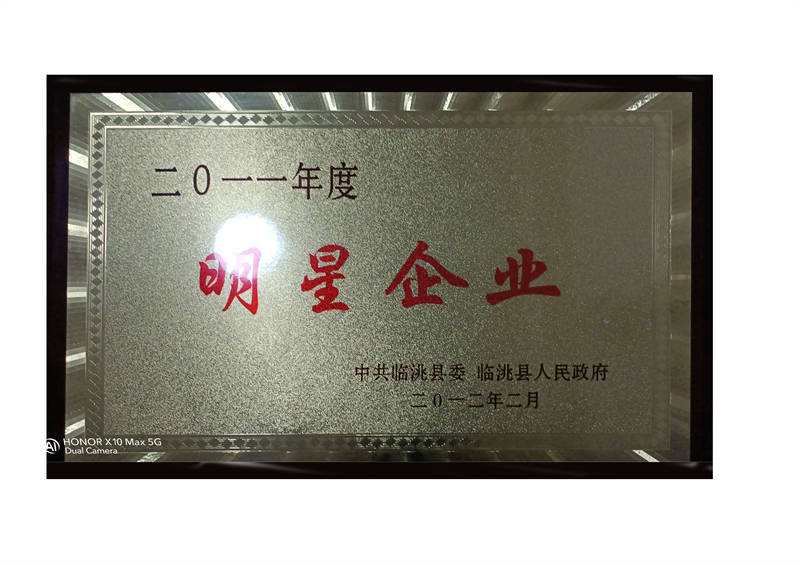 二0一一年度
明星企业
中共临洮县委 临洮县人民政府
二0一二年二月
AI HONOR X10 Max 5G
Dual Camera